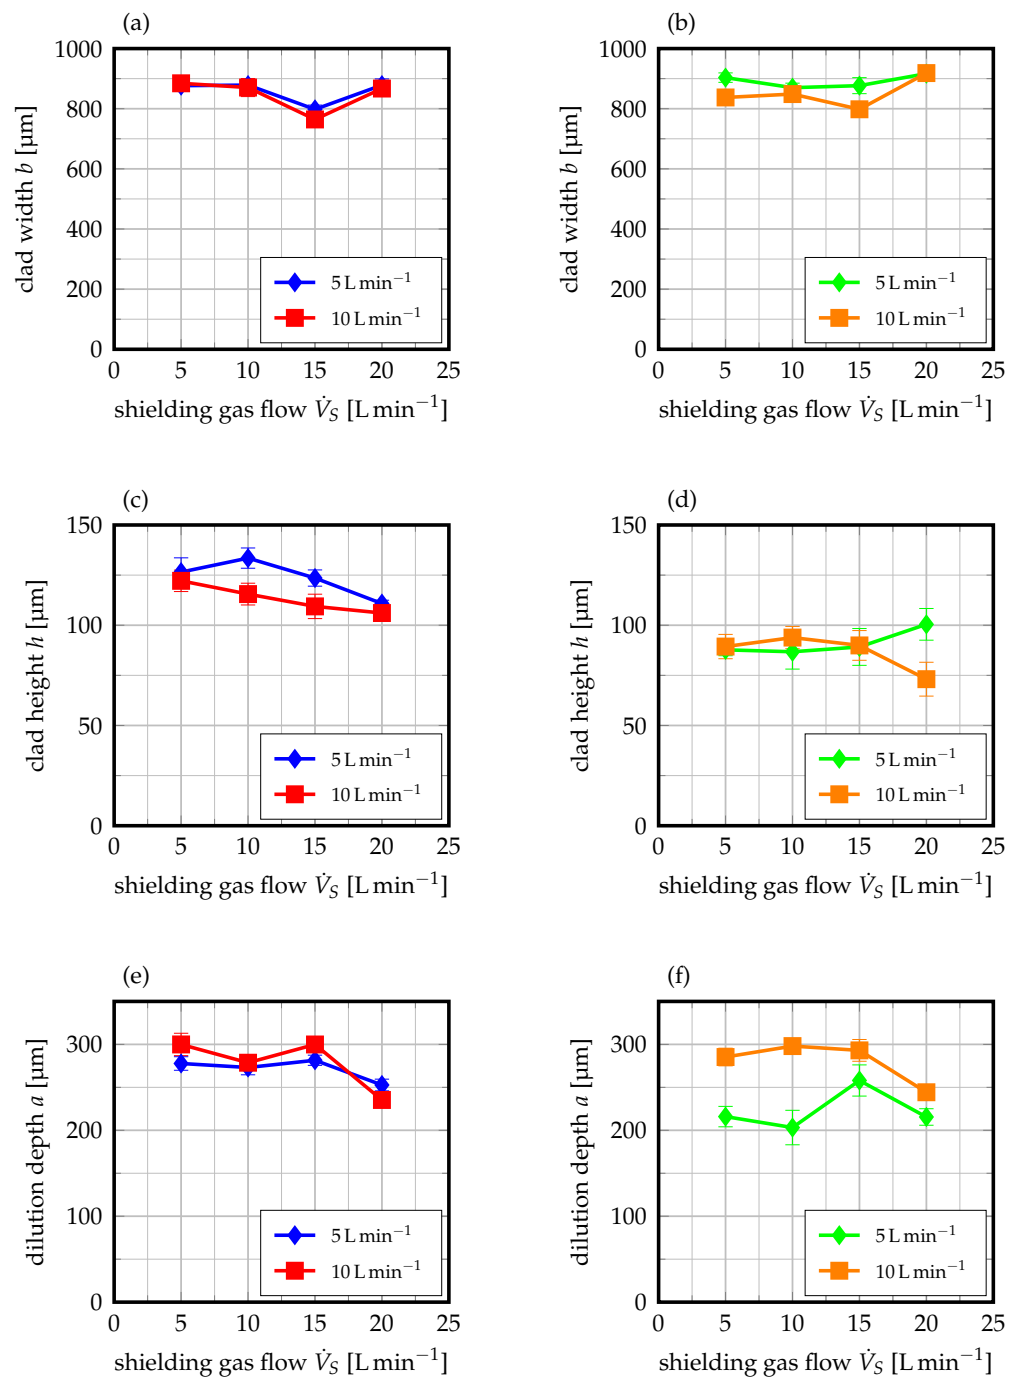 (a)
1000
800
600
400
200
0
clad width b [µm]
5 L min⁻¹
10 L min⁻¹
0 5 10 15 20 25
shielding gas flow V̇_S [L min⁻¹]
(b)
1000
800
600
400
200
0
clad width b [µm]
5 L min⁻¹
10 L min⁻¹
0 5 10 15 20 25
shielding gas flow V̇_S [L min⁻¹]
(c)
150
100
50
0
clad height h [µm]
5 L min⁻¹
10 L min⁻¹
0 5 10 15 20 25
shielding gas flow V̇_S [L min⁻¹]
(d)
150
100
50
0
clad height h [µm]
5 L min⁻¹
10 L min⁻¹
0 5 10 15 20 25
shielding gas flow V̇_S [L min⁻¹]
(e)
300
200
100
0
dilution depth a [µm]
5 L min⁻¹
10 L min⁻¹
0 5 10 15 20 25
shielding gas flow V̇_S [L min⁻¹]
(f)
300
200
100
0
dilution depth a [µm]
5 L min⁻¹
10 L min⁻¹
0 5 10 15 20 25
shielding gas flow V̇_S [L min⁻¹]